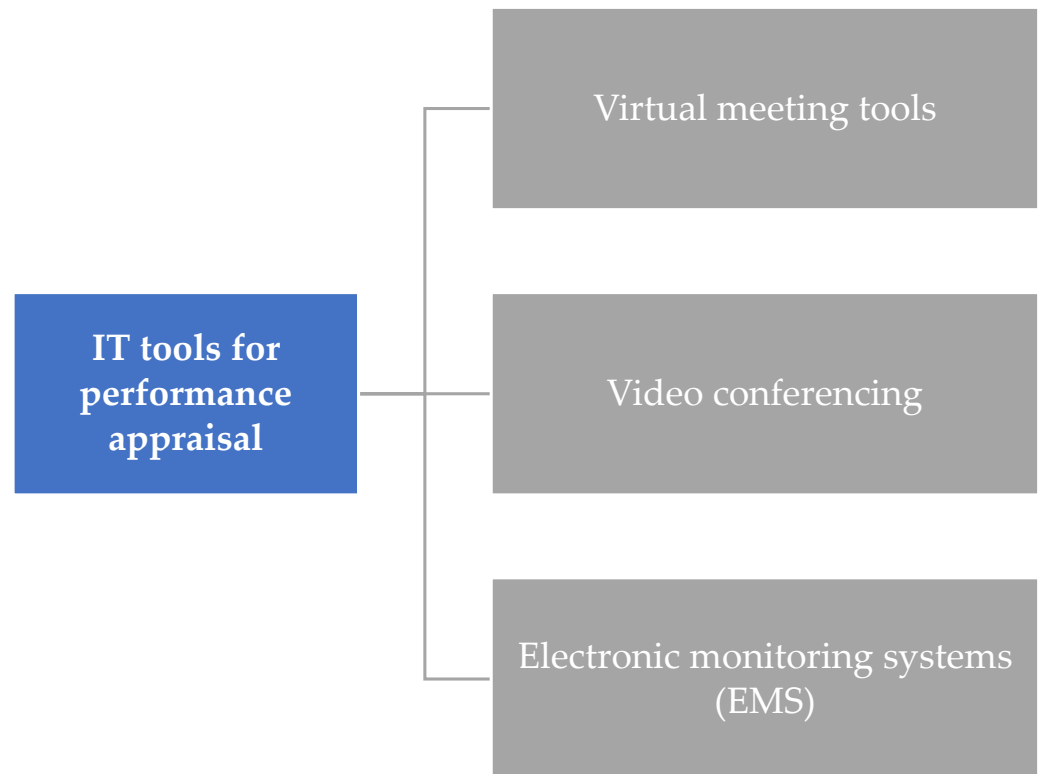 Virtual meeting tools
IT tools for
performance
appraisal
Video conferencing
Electronic monitoring systems
(EMS)